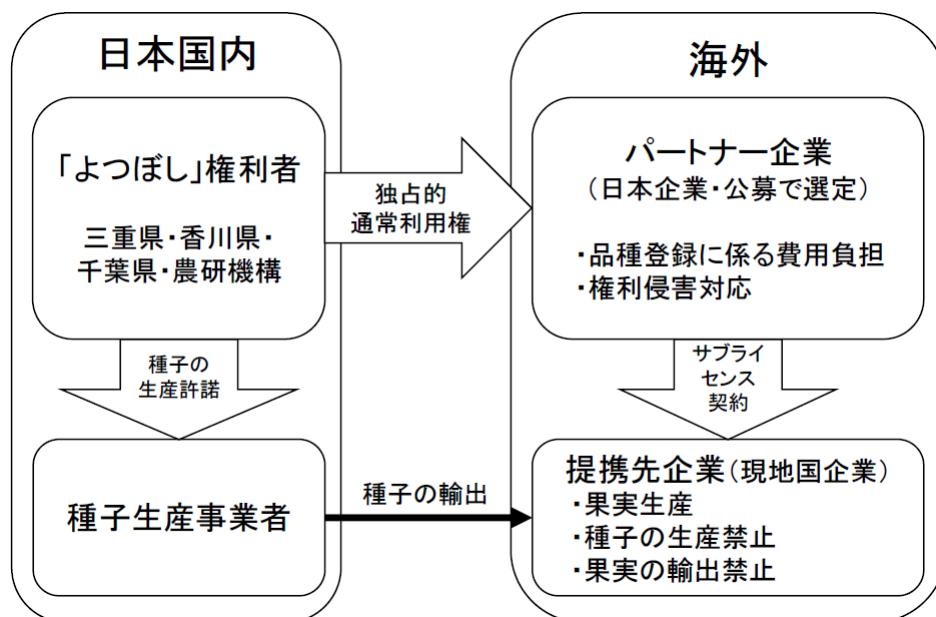 日本国内
「よつぼし」権利者
三重県・香川県・
千葉県・農研機構
種子の
生産許諾
種子生産事業者
独占的
通常利用権
種子の輸出
海外
パートナー企業
（日本企業・公募で選定）
・品種登録に係る費用負担
・権利侵害対応
サブライ
センス
契約
提携先企業（現地国企業）
・果実生産
・種子の生産禁止
・果実の輸出禁止